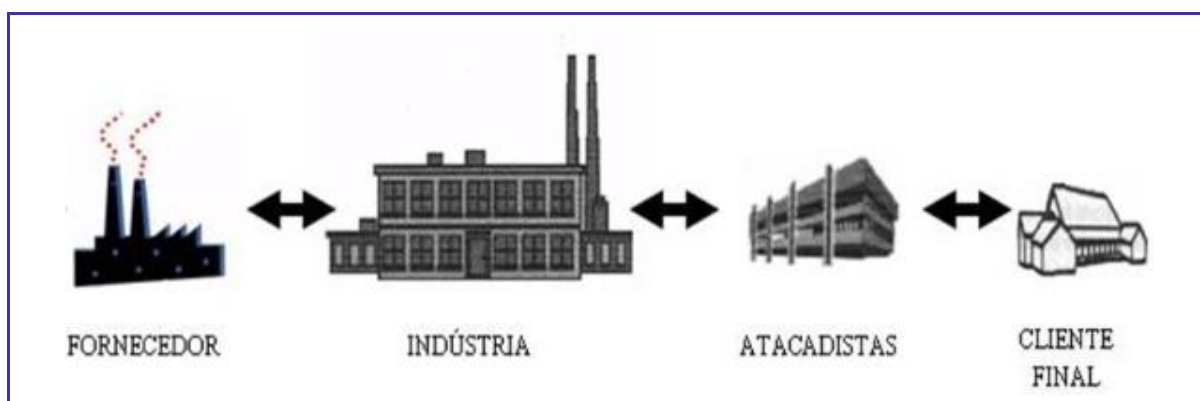 FORNECEDOR
INDÚSTRIA
ATACADISTAS
CLIENTE
FINAL